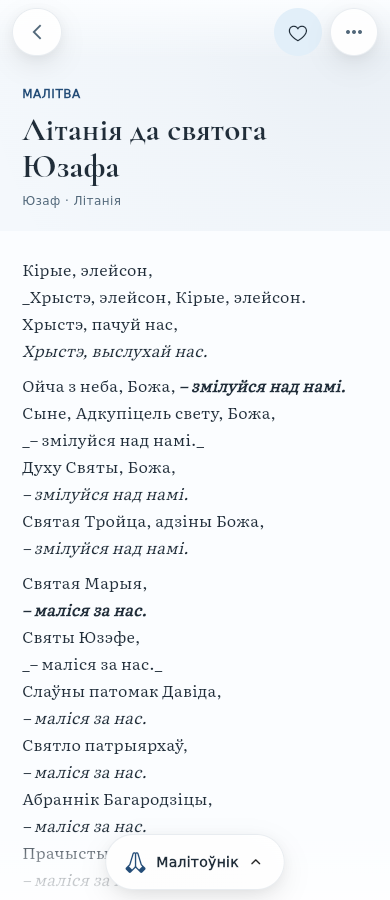 МАЛІТВА
Літанія да святога
Юзафа
Юзаф · Літанія
Кірые, элейсон,
_Хрыстэ, элейсон, Кірые, элейсон.
Хрыстэ, пачуй нас,
Хрыстэ, выслухай нас.
Ойча з неба, Божа, – змілуйся над намі.
Сыне, Адкупіцель свету, Божа,
_– змілуйся над намі._
Духу Святы, Божа,
– змілуйся над намі.
Святая Тройца, адзіны Божа,
– змілуйся над намі.
Святая Марыя,
– маліся за нас.
Святы Юзэфе,
_– маліся за нас._
Слаўны патомак Давіда,
– маліся за нас.
Святло патрыярхаў,
– маліся за нас.
Абраннік Багародзіцы,
– маліся за нас.
– маліся за
Малітоўнік